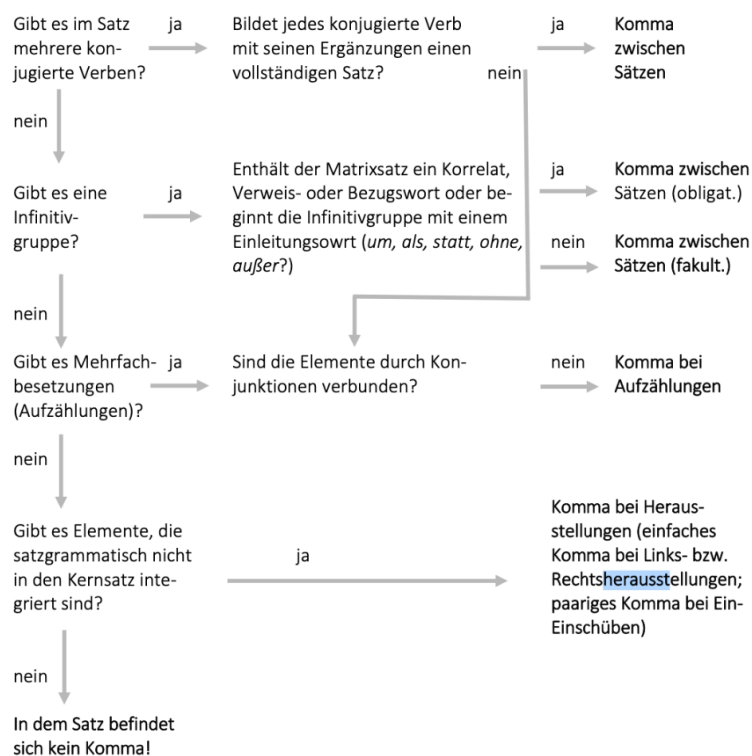 Gibt es im Satz
mehrere kon-
jugierte Verben?
ja
Bildet jedes konjugierte Verb
mit seinen Ergänzungen einen
vollständigen Satz?
nein
ja
Komma
zwischen
Sätzen
nein
Gibt es eine
Infinitiv-
gruppe?
ja
Enthält der Matrixsatz ein Korrelat,
Verweis- oder Bezugswort oder be-
ginnt die Infinitivgruppe mit einem
Einleitungsowrt (um, als, statt, ohne,
außer?)
ja
Komma zwischen
Sätzen (obligat.)
nein
Komma zwischen
Sätzen (fakult.)
nein
Gibt es Mehrfach-
besetzungen
(Aufzählungen)?
ja
Sind die Elemente durch Kon-
junktionen verbunden?
nein
Komma bei
Aufzählungen
nein
Gibt es Elemente, die
satzgrammatisch nicht
in den Kernsatz inte-
griert sind?
ja
Komma bei Heraus-
stellungen (einfaches
Komma bei Links- bzw.
Rechtsherausstellungen;
paariges Komma bei Ein-
Einschüben)
nein
In dem Satz befindet
sich kein Komma!